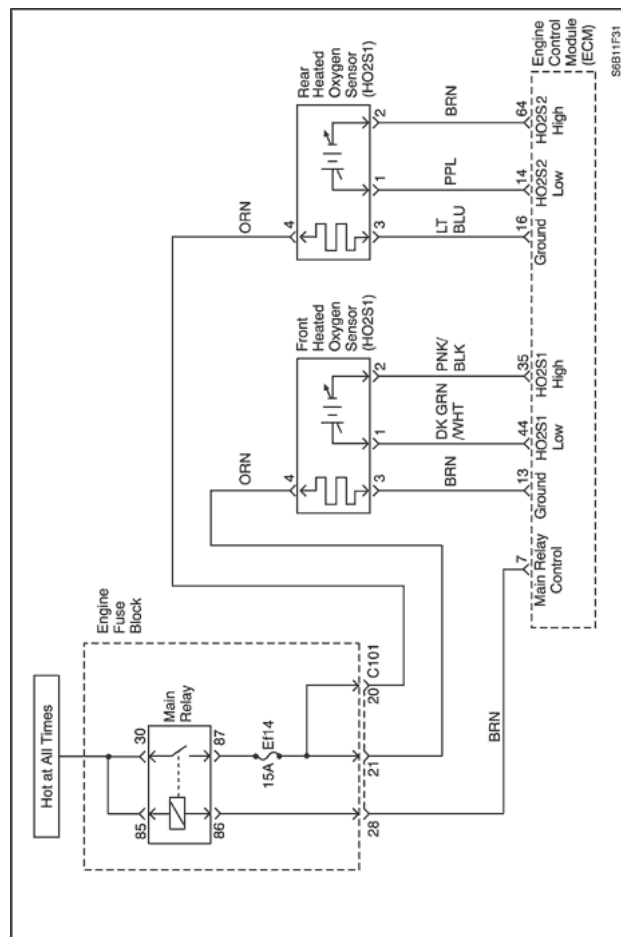 Hot at All Times
Engine
Fuse
Block
85
30
Main
Relay
86
87
15A
Ef14
28
21
20
C101
BRN
ORN
ORN
Front
Heated
Oxygen
Sensor
(HO2S1)
4
3
1
2
BRN
DK GRN
/WHT
PNK/
BLK
Rear
Heated
Oxygen
Sensor
(HO2S1)
4
3
1
2
LT
BLU
PPL
BRN
7
Main Relay
Control
13
Ground
44
HO2S1
Low
35
HO2S1
High
16
Ground
14
HO2S2
Low
64
HO2S2
High
Engine
Control
Module
(ECM)
S6B11F31